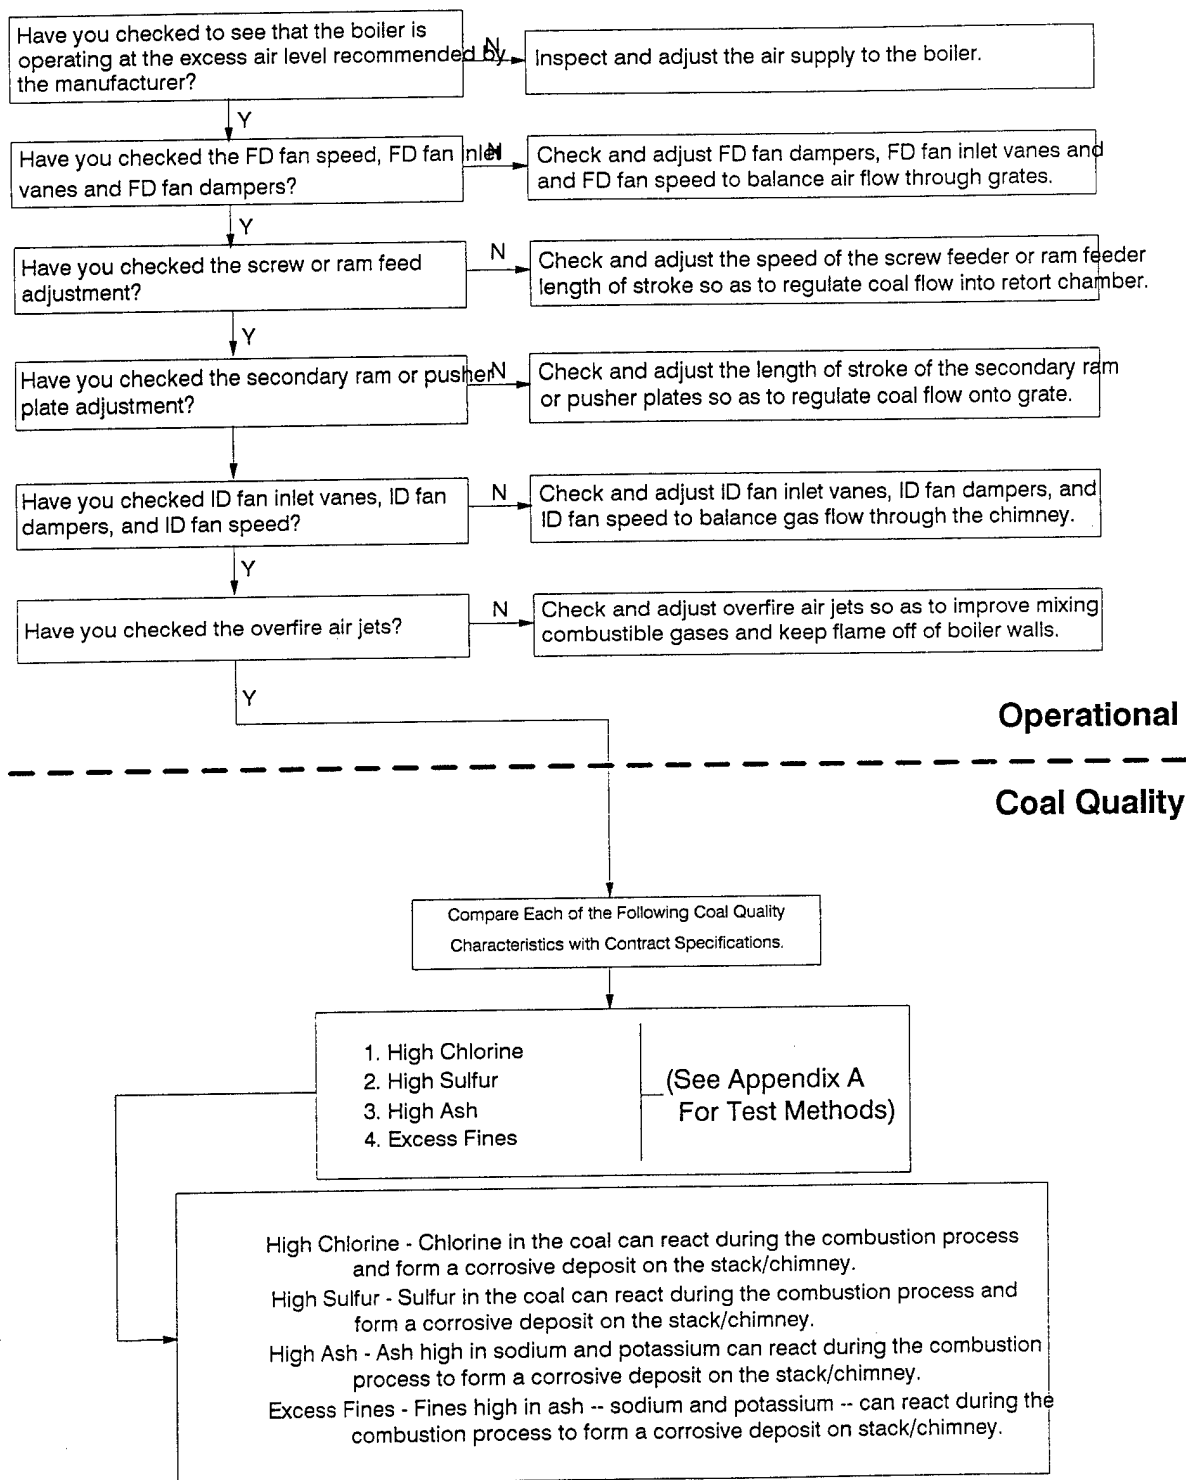 Have you checked to see that the boiler is
operating at the excess air level recommended by
the manufacturer?
N
Inspect and adjust the air supply to the boiler.
Y
Have you checked the FD fan speed, FD fan inlet
vanes and FD fan dampers?
N
Check and adjust FD fan dampers, FD fan inlet vanes and
and FD fan speed to balance air flow through grates.
Y
Have you checked the screw or ram feed
adjustment?
N
Check and adjust the speed of the screw feeder or ram feeder
length of stroke so as to regulate coal flow into retort chamber.
Y
Have you checked the secondary ram or pusher
plate adjustment?
N
Check and adjust the length of stroke of the secondary ram
or pusher plates so as to regulate coal flow onto grate.
Have you checked ID fan inlet vanes, ID fan
dampers, and ID fan speed?
N
Check and adjust ID fan inlet vanes, ID fan dampers, and
ID fan speed to balance gas flow through the chimney.
Y
Have you checked the overfire air jets?
N
Check and adjust overfire air jets so as to improve mixing
combustible gases and keep flame off of boiler walls.
Y
Operational
Coal Quality
Compare Each of the Following Coal Quality
Characteristics with Contract Specifications.
1. High Chlorine
2. High Sulfur
3. High Ash
4. Excess Fines
(See Appendix A
For Test Methods)
High Chlorine - Chlorine in the coal can react during the combustion process
and form a corrosive deposit on the stack/chimney.
High Sulfur - Sulfur in the coal can react during the combustion process and
form a corrosive deposit on the stack/chimney.
High Ash - Ash high in sodium and potassium can react during the combustion
process to form a corrosive deposit on the stack/chimney.
Excess Fines - Fines high in ash -- sodium and potassium -- can react during the
combustion process to form a corrosive deposit on stack/chimney.